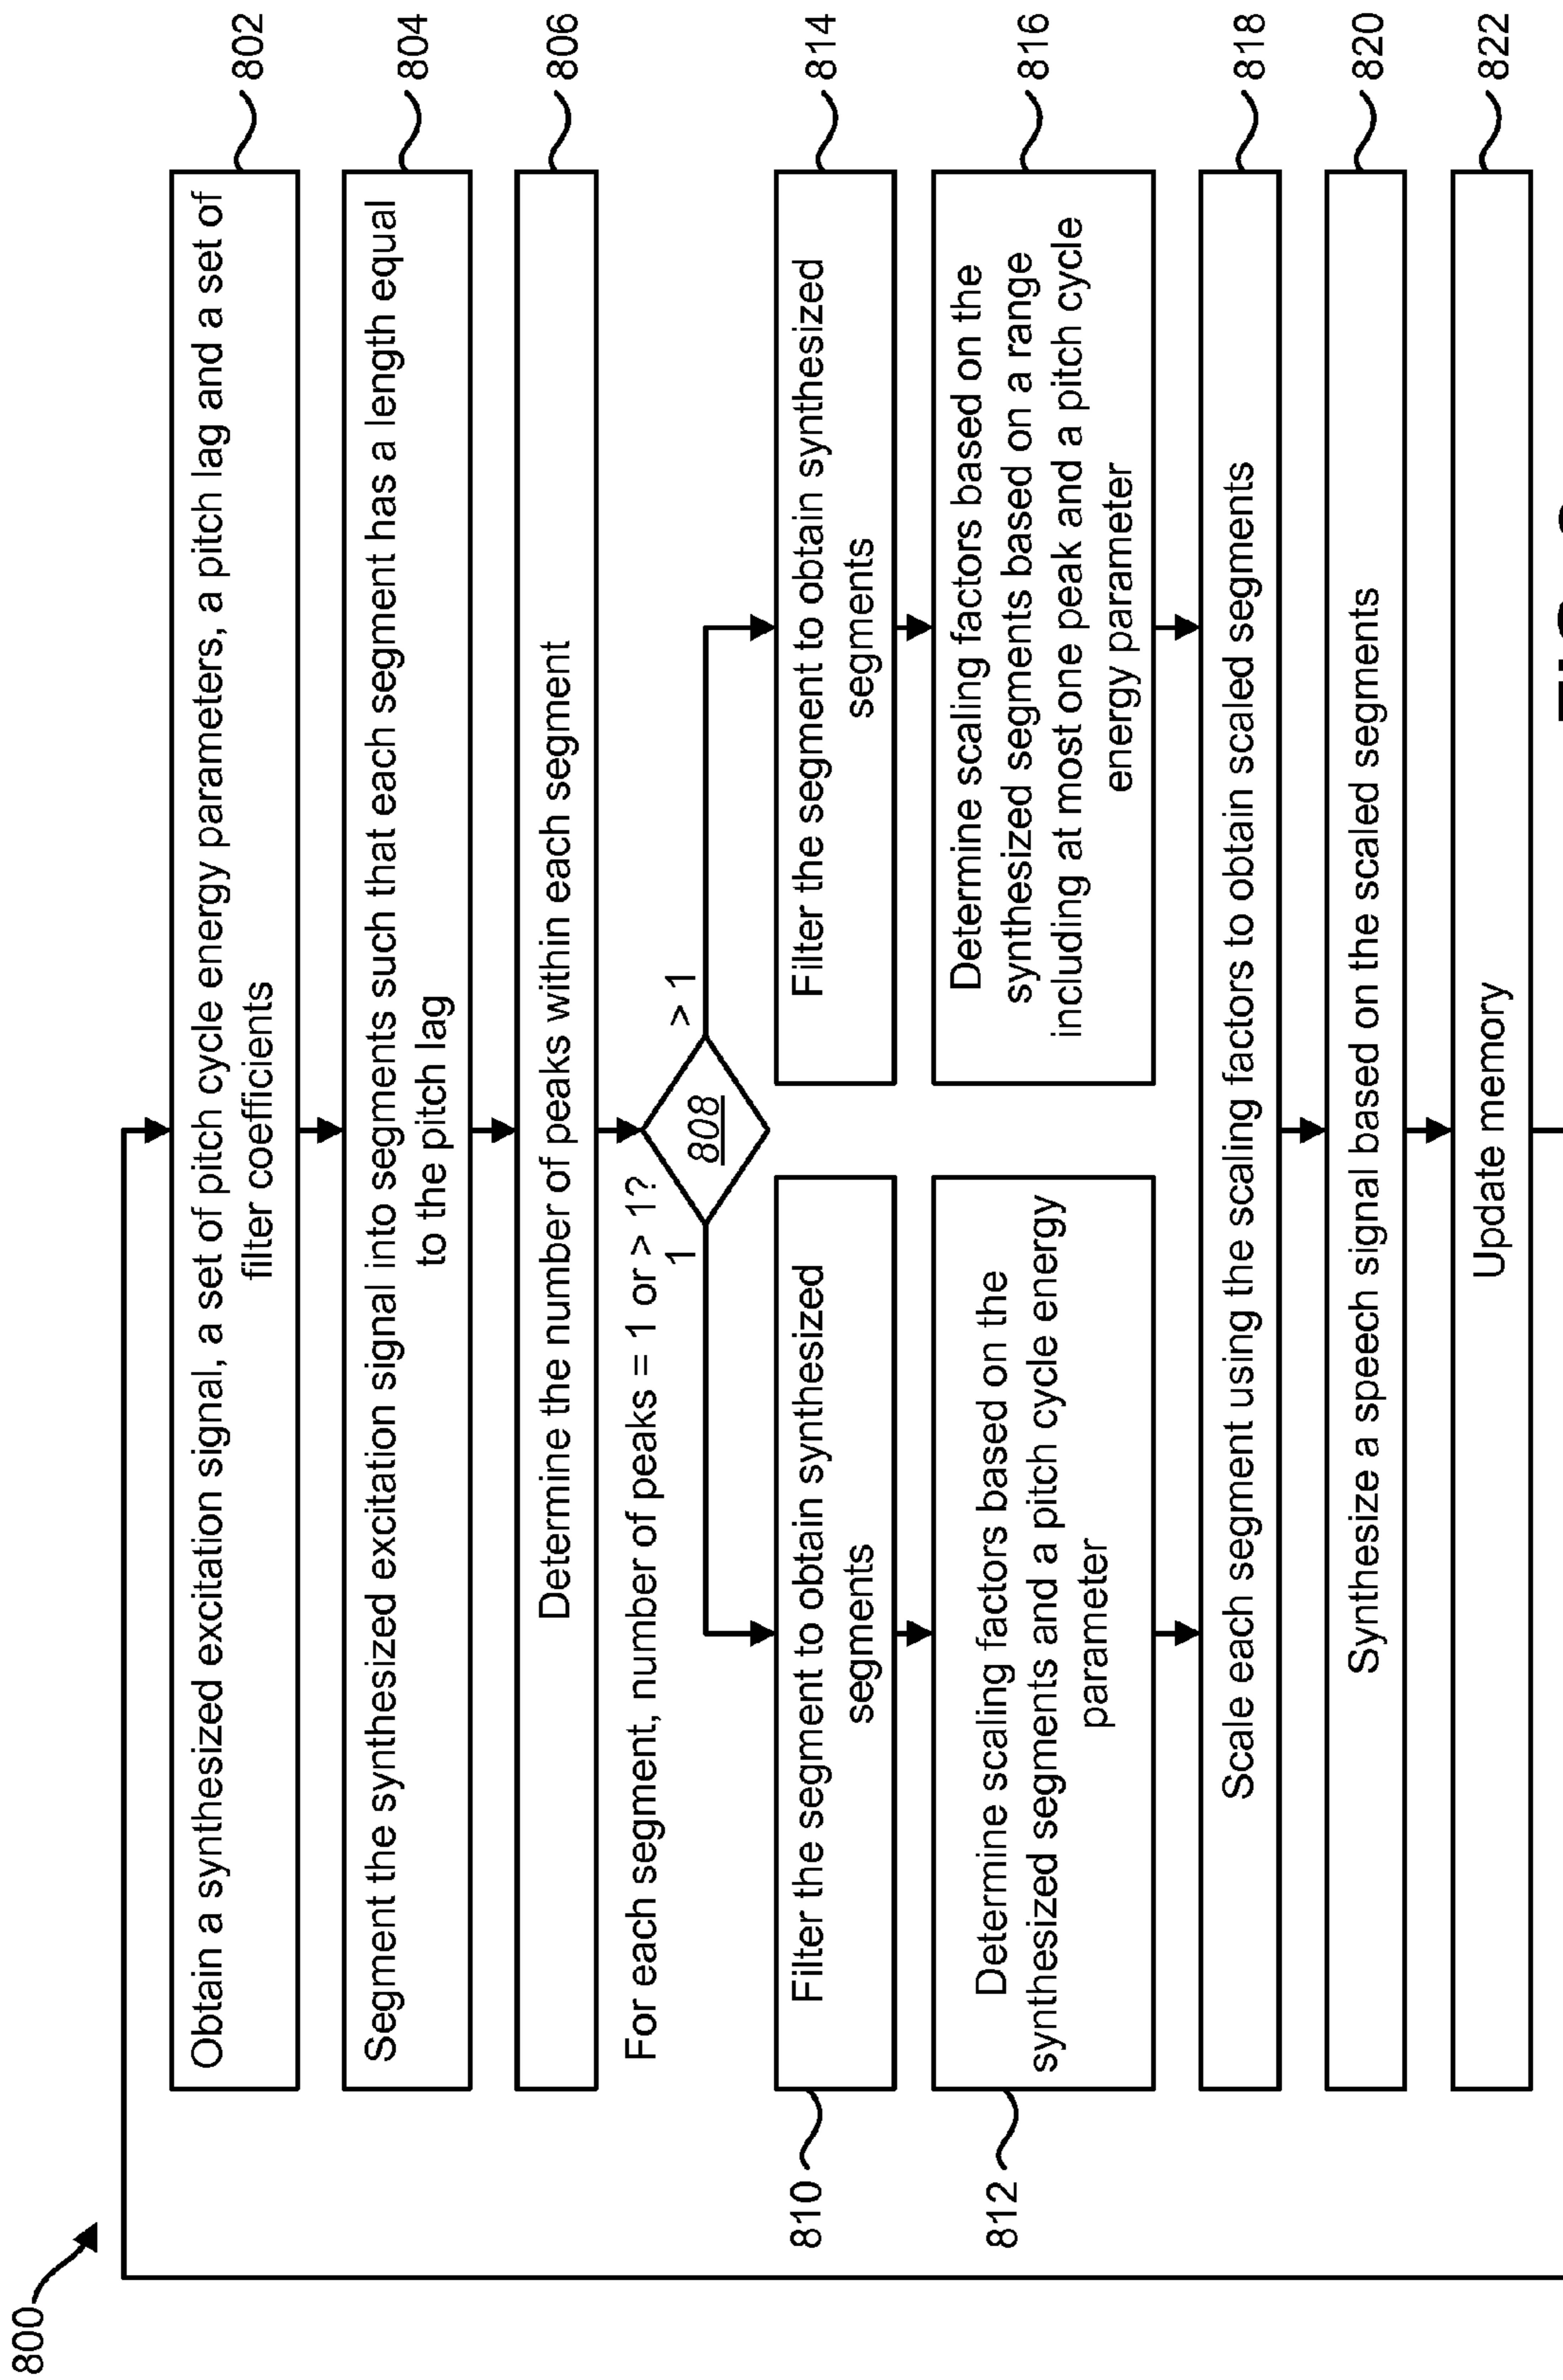 800
Obtain a synthesized excitation signal, a set of pitch cycle energy parameters, a pitch lag and a set of
filter coefficients
802
Segment the synthesized excitation signal into segments such that each segment has a length equal
to the pitch lag
804
Determine the number of peaks within each segment
806
For each segment, number of peaks = 1 or > 1?
1
808
> 1
810
Filter the segment to obtain synthesized
segments
Filter the segment to obtain synthesized
segments
814
812
Determine scaling factors based on the
synthesized segments and a pitch cycle energy
parameter
Determine scaling factors based on the
synthesized segments based on a range
including at most one peak and a pitch cycle
energy parameter
816
Scale each segment using the scaling factors to obtain scaled segments
818
Synthesize a speech signal based on the scaled segments
820
Update memory
822